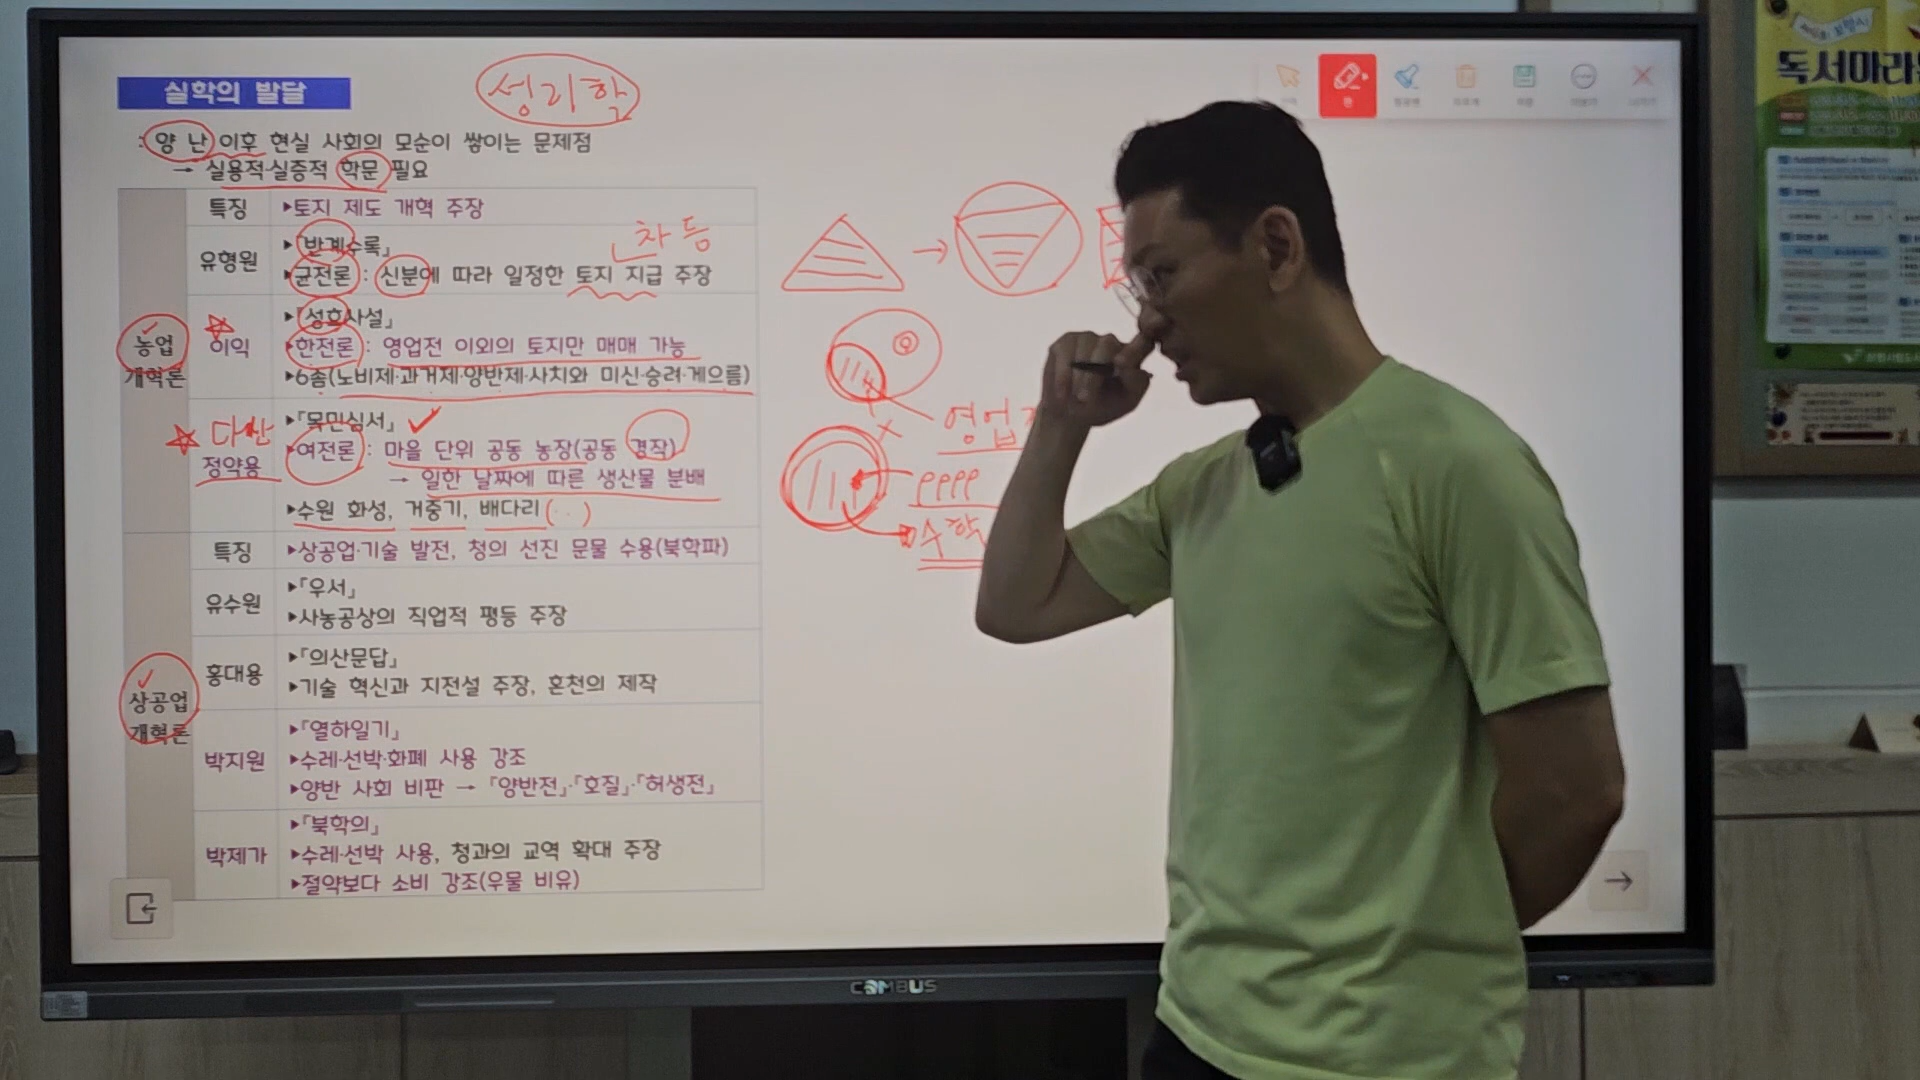 실학의 발달
성리학
: 양 난 이후 현실 사회의 모순이 쌓이는 문제점
→ 실용적·실증적 학문 필요
농업
개혁론
특징
▸토지 제도 개혁 주장
유형원
▸「반계수록」
차등
▸균전론 : 신분에 따라 일정한 토지 지급 주장
이익
▸「성호사설」
▸한전론 : 영업전 이외의 토지만 매매 가능
▸6좀(노비제·과거제·양반제·사치와 미신·승려·게으름)
다산
정약용
▸「목민심서」
▸여전론 : 마을 단위 공동 농장(공동 경작)
→ 일한 날짜에 따른 생산물 분배
▸수원 화성, 거중기, 배다리
영업
수확
상공업
개혁론
특징
▸상공업·기술 발전, 청의 선진 문물 수용(북학파)
유수원
▸「우서」
▸사농공상의 직업적 평등 주장
홍대용
▸「의산문답」
▸기술 혁신과 지전설 주장, 혼천의 제작
박지원
▸「열하일기」
▸수레·선박·화폐 사용 강조
▸양반 사회 비판 → 「양반전」·「호질」·「허생전」
박제가
▸「북학의」
▸수레·선박 사용, 청과의 교역 확대 주장
▸절약보다 소비 강조(우물 비유)
CAMBUS
독서마라